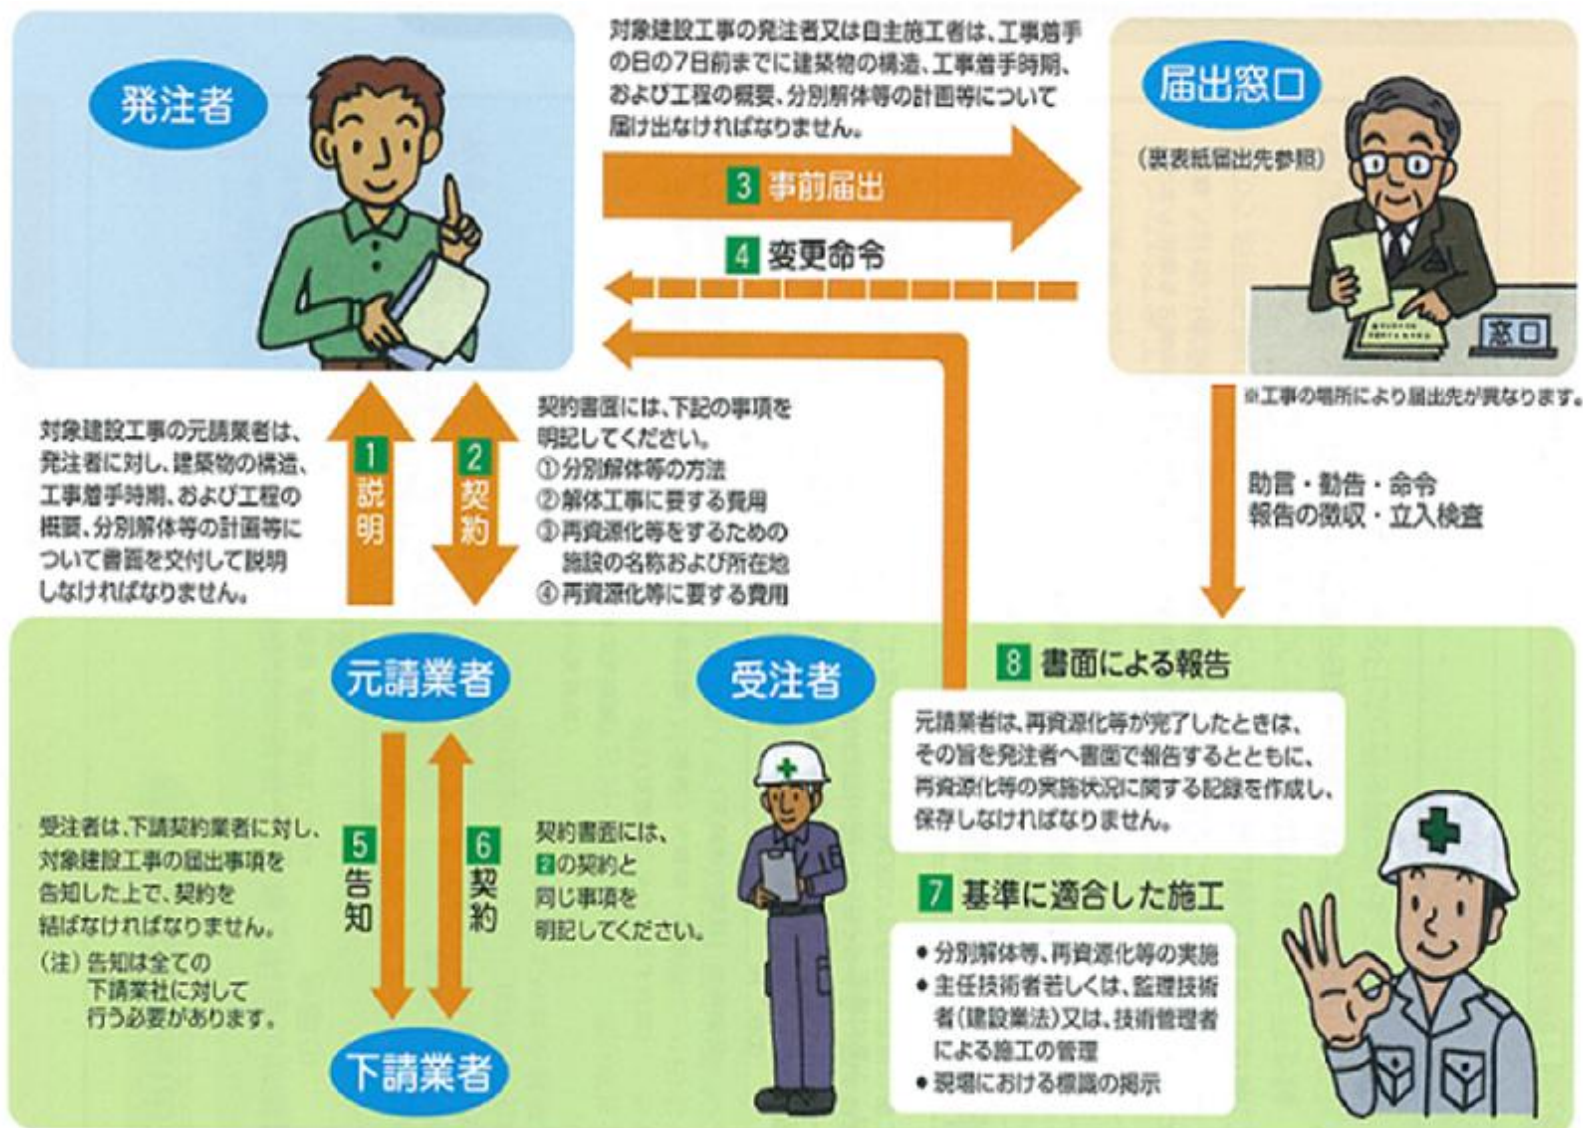 発注者
対象建設工事の発注者又は自主施工者は、工事着手
の日の7日前までに建築物の構造、工事着手時期、
および工程の概要、分別解体等の計画等について
届け出なければなりません。
3 事前届出
4 変更命令
届出窓口
(裏表紙届出先参照)
窓口
※工事の場所により届出先が異なります。
対象建設工事の元請業者は、
発注者に対し、建築物の構造、
工事着手時期、および工程の
概要、分別解体等の計画等に
ついて書面を交付して説明
しなければなりません。
1 説明
2 契約
契約書面には、下記の事項を
明記してください。
①分別解体等の方法
②解体工事に要する費用
③再資源化等をするための
施設の名称および所在地
④再資源化等に要する費用
助言・勧告・命令
報告の徴収・立入検査
元請業者
受注者
8 書面による報告
元請業者は、再資源化等が完了したときは、
その旨を発注者へ書面で報告するとともに、
再資源化等の実施状況に関する記録を作成し、
保存しなければなりません。
受注者は、下請契約業者に対し、
対象建設工事の届出事項を
告知した上で、契約を
結ばなければなりません。
(注)告知は全ての
下請業社に対して
行う必要があります。
5 告知
6 契約
契約書面には、
2の契約と
同じ事項を
明記してください。
7 基準に適合した施工
●分別解体等、再資源化等の実施
●主任技術者若しくは、監理技術
者(建設業法)又は、技術管理者
による施工の管理
●現場における標識の掲示
下請業者